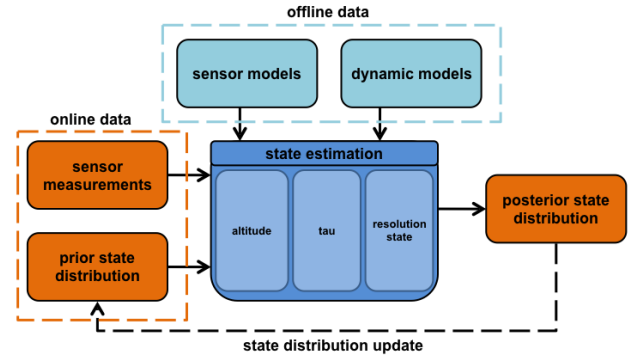 offline data
sensor models
dynamic models
online data
sensor
measurements
prior state
distribution
state estimation
altitude
tau
resolution
state
posterior state
distribution
state distribution update